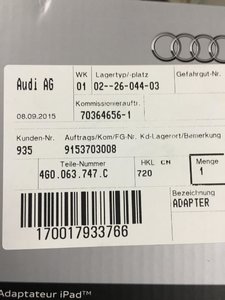 Audi AG
WK Lagertyp/-platz Gefahrgut-Nr.
01 02--26-044-03
Kommissionerauftr.
08.09.2015 70364656-1
Kunden-Nr. Auftrags/Kom/FG-Nr. Kd-Lagerort/Bemerkung
935 9153703008
Teile-Nummer HKL CN Menge
4G0.063.747.C 720 1
Bezeichnung
ADAPTER
170017933766
Adaptateur iPad™